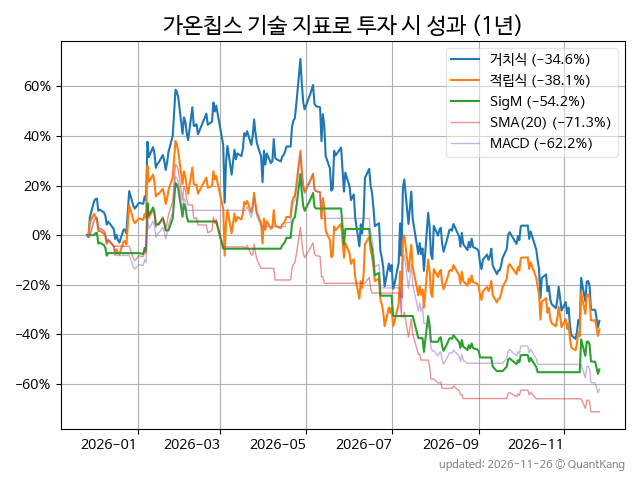 가온칩스 기술 지표로 투자 시 성과 (1년)
거치식 (−34.6%)
적립식 (−38.1%)
SigM (−54.2%)
SMA(20) (−71.3%)
MACD (−62.2%)
60%
40%
20%
0%
−20%
−40%
−60%
2026−01 2026−03 2026−05 2026−07 2026−09 2026−11
updated: 2026−11−26 ⓒ QuantKang